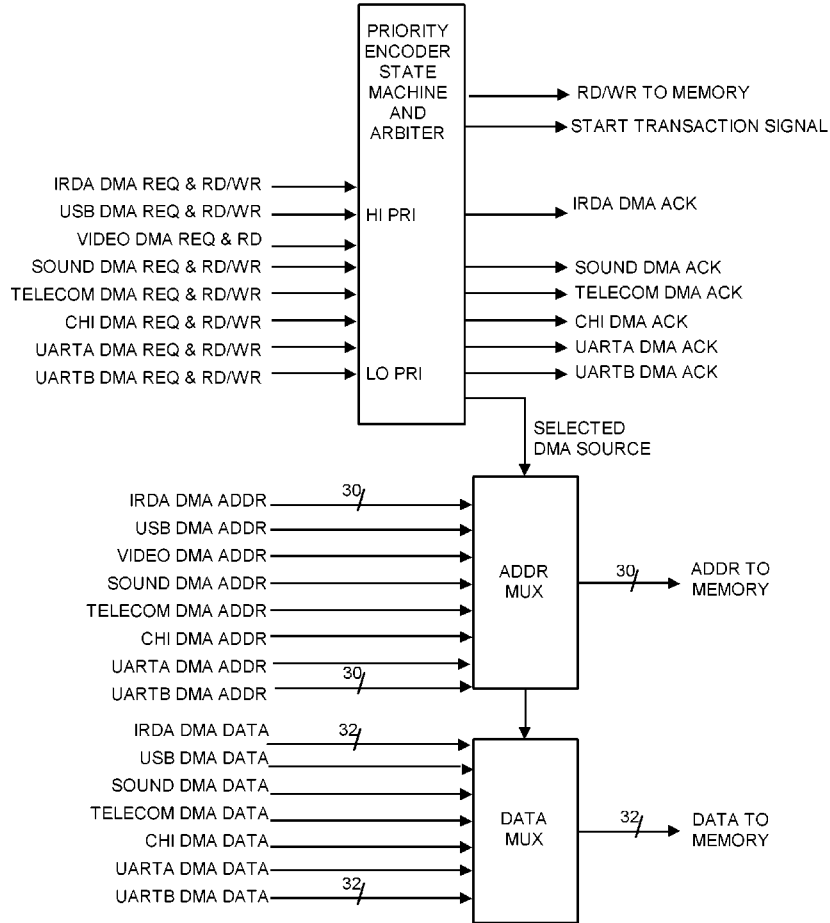 PRIORITY
ENCODER
STATE
MACHINE
AND
ARBITER
RD/WR TO MEMORY
START TRANSACTION SIGNAL
IRDA DMA REQ & RD/WR
USB DMA REQ & RD/WR
VIDEO DMA REQ & RD
SOUND DMA REQ & RD/WR
TELECOM DMA REQ & RD/WR
CHI DMA REQ & RD/WR
UARTA DMA REQ & RD/WR
UARTB DMA REQ & RD/WR
HI PRI
LO PRI
IRDA DMA ACK
SOUND DMA ACK
TELECOM DMA ACK
CHI DMA ACK
UARTA DMA ACK
UARTB DMA ACK
SELECTED
DMA SOURCE
IRDA DMA ADDR 30
USB DMA ADDR
VIDEO DMA ADDR
SOUND DMA ADDR
TELECOM DMA ADDR
CHI DMA ADDR
UARTA DMA ADDR
UARTB DMA ADDR 30
ADDR
MUX
30
ADDR TO
MEMORY
IRDA DMA DATA 32
USB DMA DATA
SOUND DMA DATA
TELECOM DMA DATA
CHI DMA DATA
UARTA DMA DATA
UARTB DMA DATA 32
DATA
MUX
32
DATA TO
MEMORY